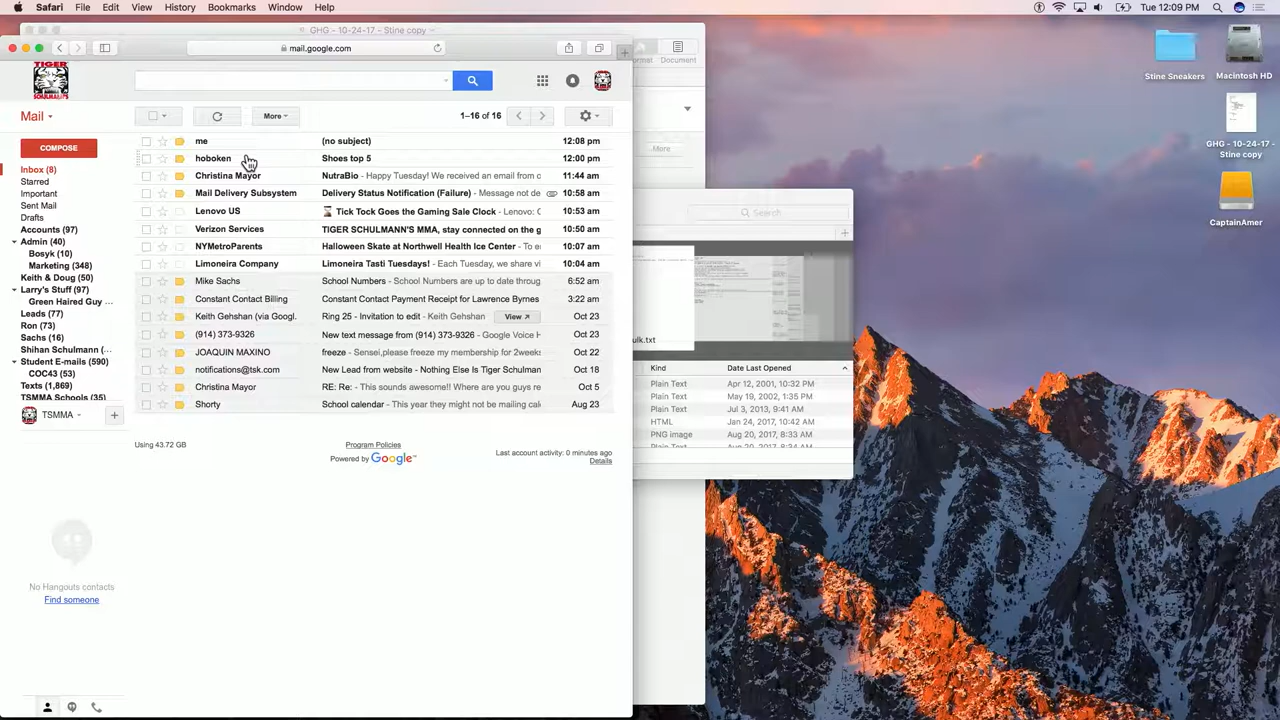 Safari File Edit View History Bookmarks Window Help Tue 12:09 PM
GHG - 10-24-17 - Stine copy
mail.google.com
Document
Stine Sneakers
Macintosh HD
GHG - 10-24-17 - Stine copy
CaptainAmer
TIGER
SCHULMANN'S
Mail
More
1–16 of 16
More
COMPOSE
Inbox (8)
Starred
Important
Sent Mail
Drafts
Accounts (97)
Admin (40)
Bosyk (10)
Marketing (348)
Keith & Doug (50)
Larry's Stuff (97)
Green Haired Guy ...
Leads (77)
Ron (73)
Sachs (16)
Shihan Schulmann (...
Student E-mails (590)
COC43 (53)
Texts (1,869)
TSMMA Schools (35)
TSMMA
me (no subject) 12:08 pm
hoboken Shoes top 5 12:00 pm
Christina Mayor NutraBio - Happy Tuesday! We received an email from c 11:44 am
Mail Delivery Subsystem Delivery Status Notification (Failure) - Message not de 10:58 am
Lenovo US Tick Tock Goes the Gaming Sale Clock - Lenovo: C 10:53 am
Verizon Services TIGER SCHULMANN'S MMA, stay connected on the g 10:50 am
NYMetroParents Halloween Skate at Northwell Health Ice Center - To e 10:07 am
Limoneira Company Limoneira Tasti Tuesdays! - Each Tuesday, we share vi 10:04 am
Mike Sachs School Numbers - School Numbers are up to date throug 6:52 am
Constant Contact Billing Constant Contact Payment Receipt for Lawrence Byrnes 3:22 am
Keith Gehshan (via Googl. Ring 25 - Invitation to edit - Keith Gehshan View Oct 23
(914) 373-9326 New text message from (914) 373-9326 - Google Voice H Oct 23
JOAQUIN MAXINO freeze - Sensei,please freeze my membership for 2weeks Oct 22
notifications@tsk.com New Lead from website - Nothing Else Is Tiger Schulman Oct 18
Christina Mayor RE: Re: - This sounds awesome!! Where are you guys re Oct 5
Shorty School calendar - This year they might not be mailing cal Aug 23
Using 43.72 GB
Program Policies
Powered by Google™
Last account activity: 0 minutes ago
Details
No Hangouts contacts
Find someone
Search
ulk.txt
Kind Date Last Opened
Plain Text Apr 12, 2001, 10:32 PM
Plain Text May 19, 2002, 1:35 PM
Plain Text Jul 3, 2013, 9:41 AM
HTML Jan 24, 2017, 10:42 AM
PNG image Aug 20, 2017, 8:33 AM
Plain Text Aug 20, 2017, 8:34 AM